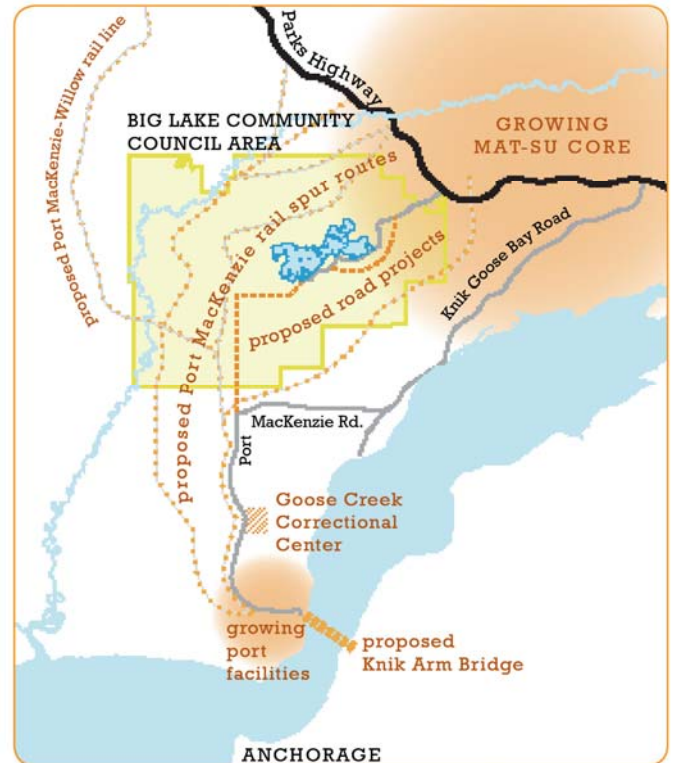 Parks Highway
proposed Port MacKenzie-Willow rail line
BIG LAKE COMMUNITY
COUNCIL AREA
GROWING
MAT-SU CORE
proposed Port MacKenzie rail spur routes
Knik Goose Bay Road
proposed road projects
Port
MacKenzie Rd.
Goose Creek
Correctional
Center
growing
port
facilities
proposed
Knik Arm Bridge
ANCHORAGE